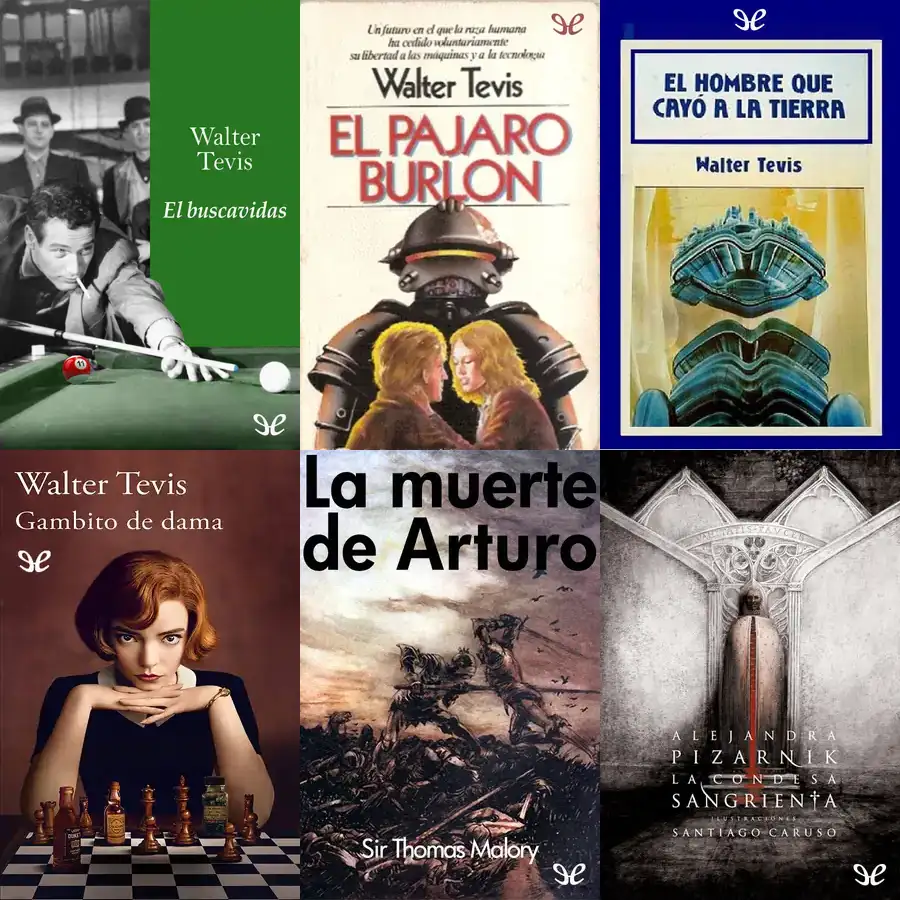 Walter
Tevis
El buscavidas
11
Un futuro en el que la raza humana
ha cedido voluntariamente
su libertad a las máquinas y a la tecnología
Walter Tevis
EL PAJARO
BURLON
EL HOMBRE QUE
CAYÓ A LA TIERRA
Walter Tevis
Walter Tevis
Gambito de dama
La muerte
de Arturo
Sir Thomas Malory
ALEJANDRA
PIZARNIK
LA CONDESA
SANGRIENTA
ILUSTRACIONES
SANTIAGO CARUSO